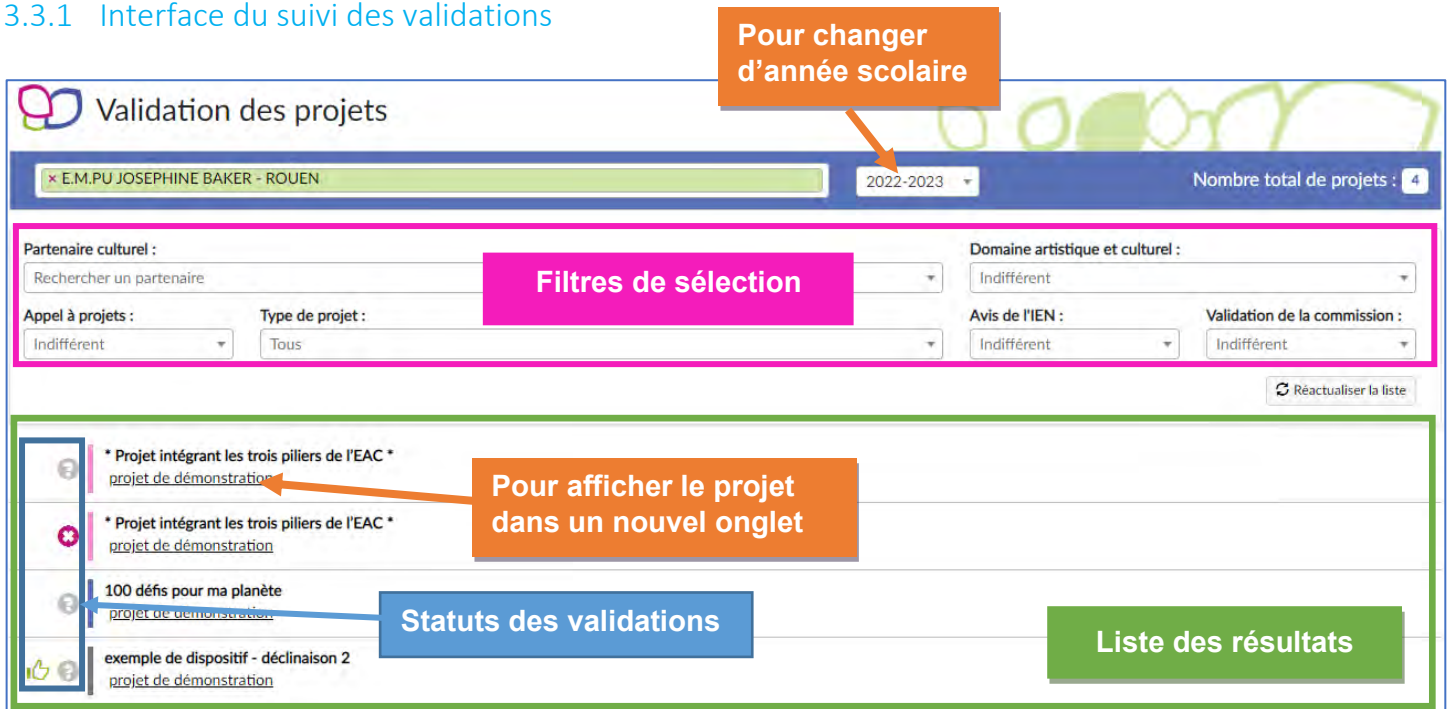 3.3.1 Interface du suivi des validations
Pour changer
d'année scolaire
Validation des projets
× E.M.PU JOSEPHINE BAKER - ROUEN
2022-2023
Nombre total de projets : 4
Partenaire culturel :
Domaine artistique et culturel :
Rechercher un partenaire
Filtres de sélection
Indifférent
Appel à projets :
Type de projet :
Avis de l'IEN :
Validation de la commission :
Indifférent
Tous
Indifférent
Indifférent
Réactualiser la liste
* Projet intégrant les trois piliers de l'EAC *
projet de démonstration
Pour afficher le projet
dans un nouvel onglet
* Projet intégrant les trois piliers de l'EAC *
projet de démonstration
100 défis pour ma planète
projet de démonstration
Statuts des validations
Liste des résultats
exemple de dispositif - déclinaison 2
projet de démonstration